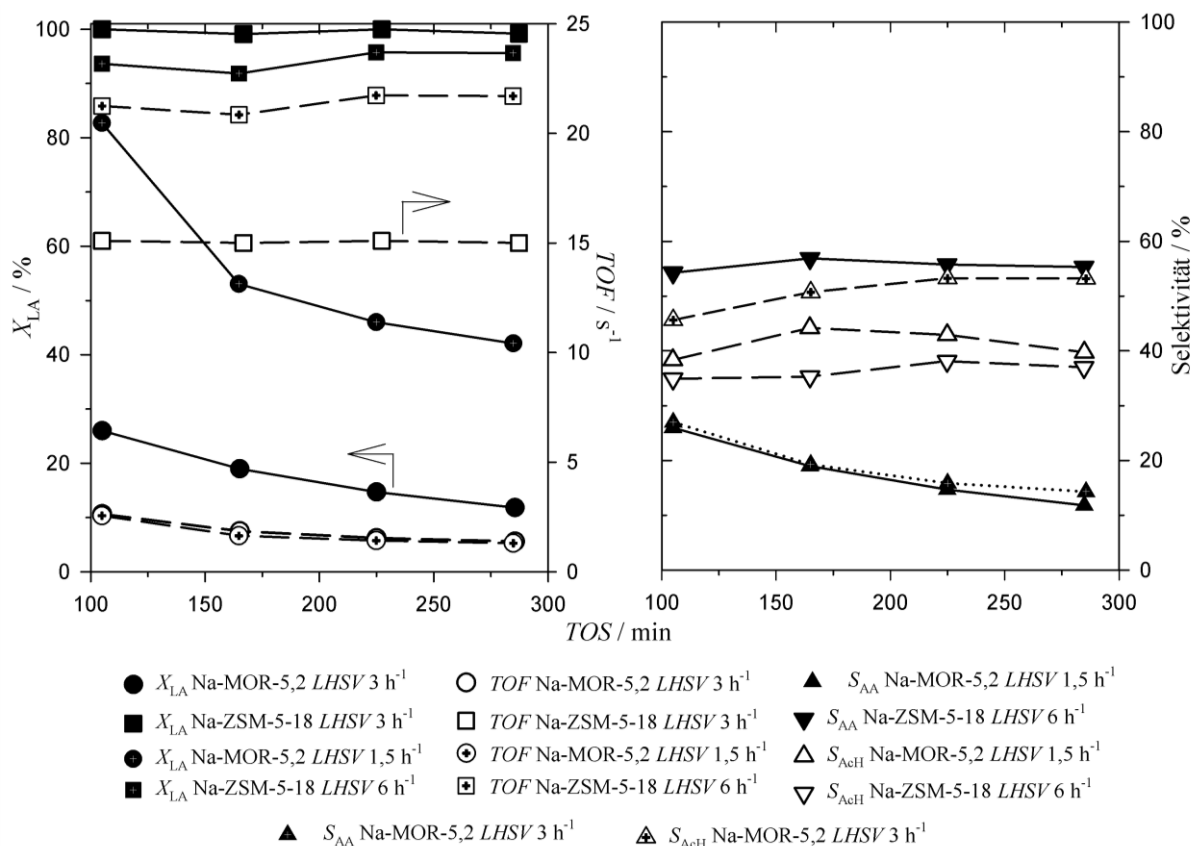 100
80
60
40
20
0
X_LA / %
25
20
15
10
5
0
TOF / s⁻¹
100
80
60
40
20
0
Selektivität / %
100 150 200 250 300
100 150 200 250 300
TOS / min
X_LA Na-MOR-5,2 LHSV 3 h⁻¹
X_LA Na-ZSM-5-18 LHSV 3 h⁻¹
X_LA Na-MOR-5,2 LHSV 1,5 h⁻¹
X_LA Na-ZSM-5-18 LHSV 6 h⁻¹
TOF Na-MOR-5,2 LHSV 3 h⁻¹
TOF Na-ZSM-5-18 LHSV 3 h⁻¹
TOF Na-MOR-5,2 LHSV 1,5 h⁻¹
TOF Na-ZSM-5-18 LHSV 6 h⁻¹
S_AA Na-MOR-5,2 LHSV 1,5 h⁻¹
S_AA Na-ZSM-5-18 LHSV 6 h⁻¹
S_AcH Na-MOR-5,2 LHSV 1,5 h⁻¹
S_AcH Na-ZSM-5-18 LHSV 6 h⁻¹
S_AA Na-MOR-5,2 LHSV 3 h⁻¹
S_AcH Na-MOR-5,2 LHSV 3 h⁻¹